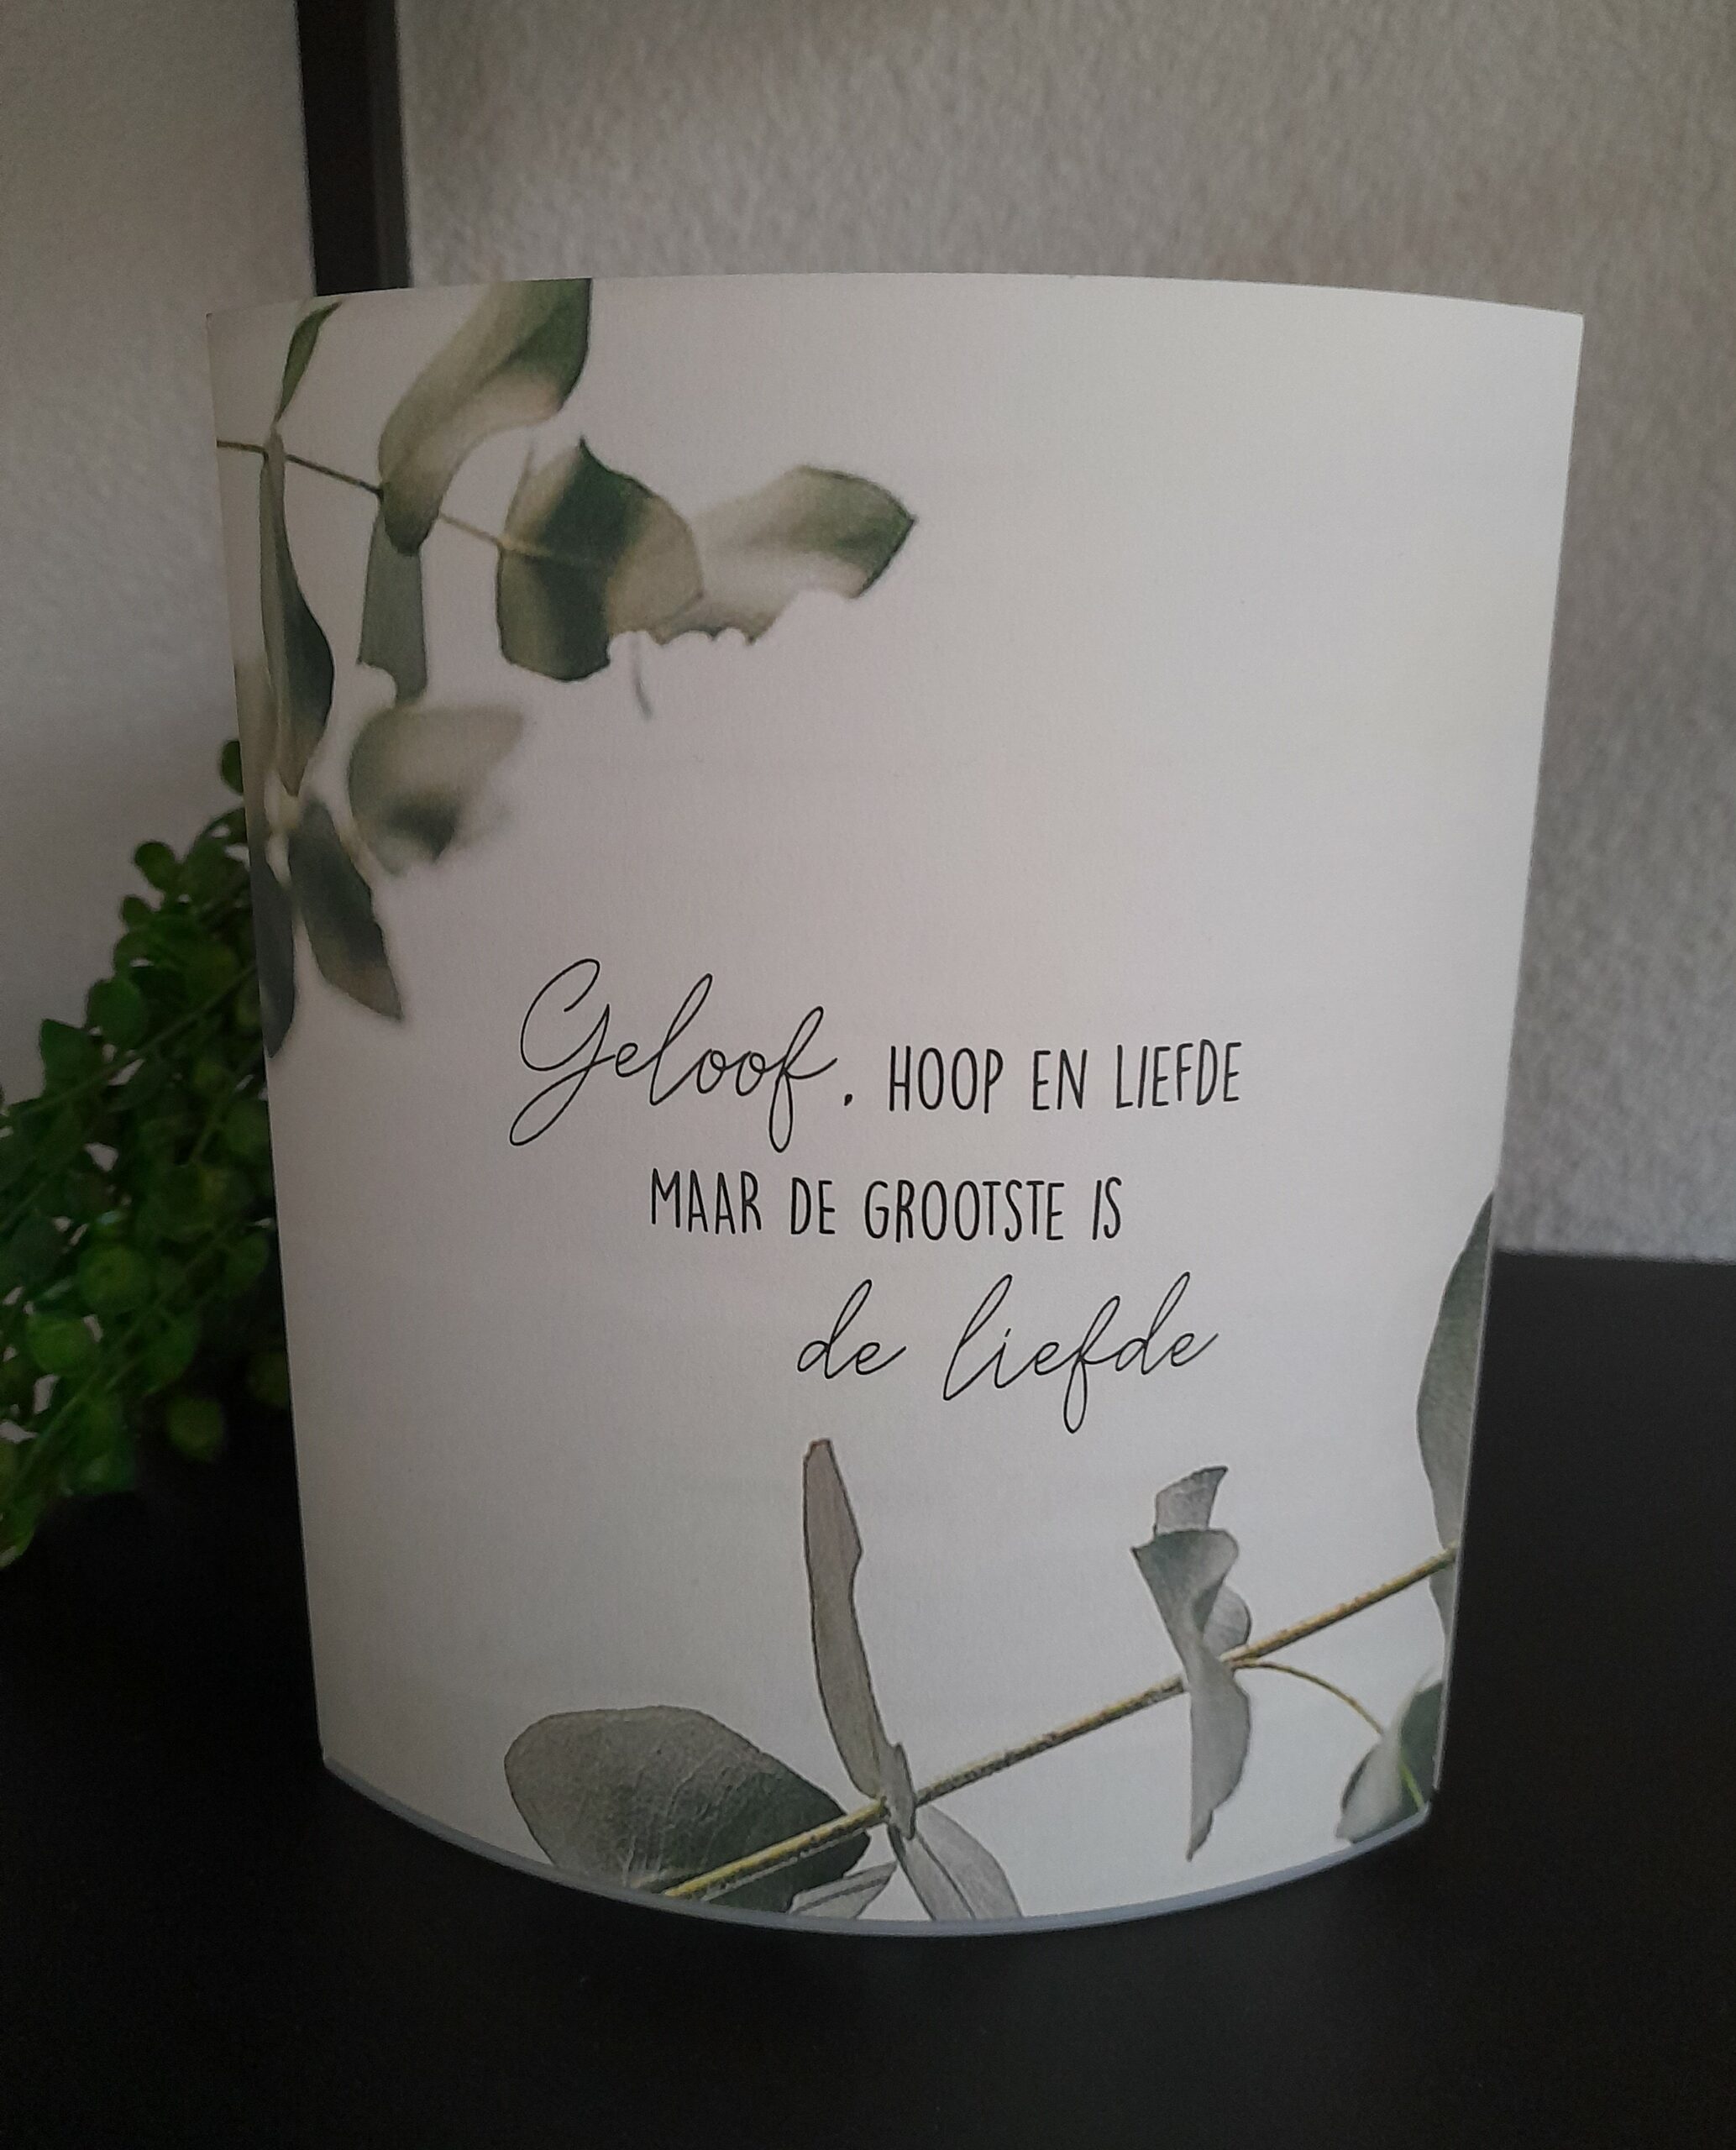 Geloof. HOOP EN LIEFDE
MAAR DE GROOTSTE IS
de liefde